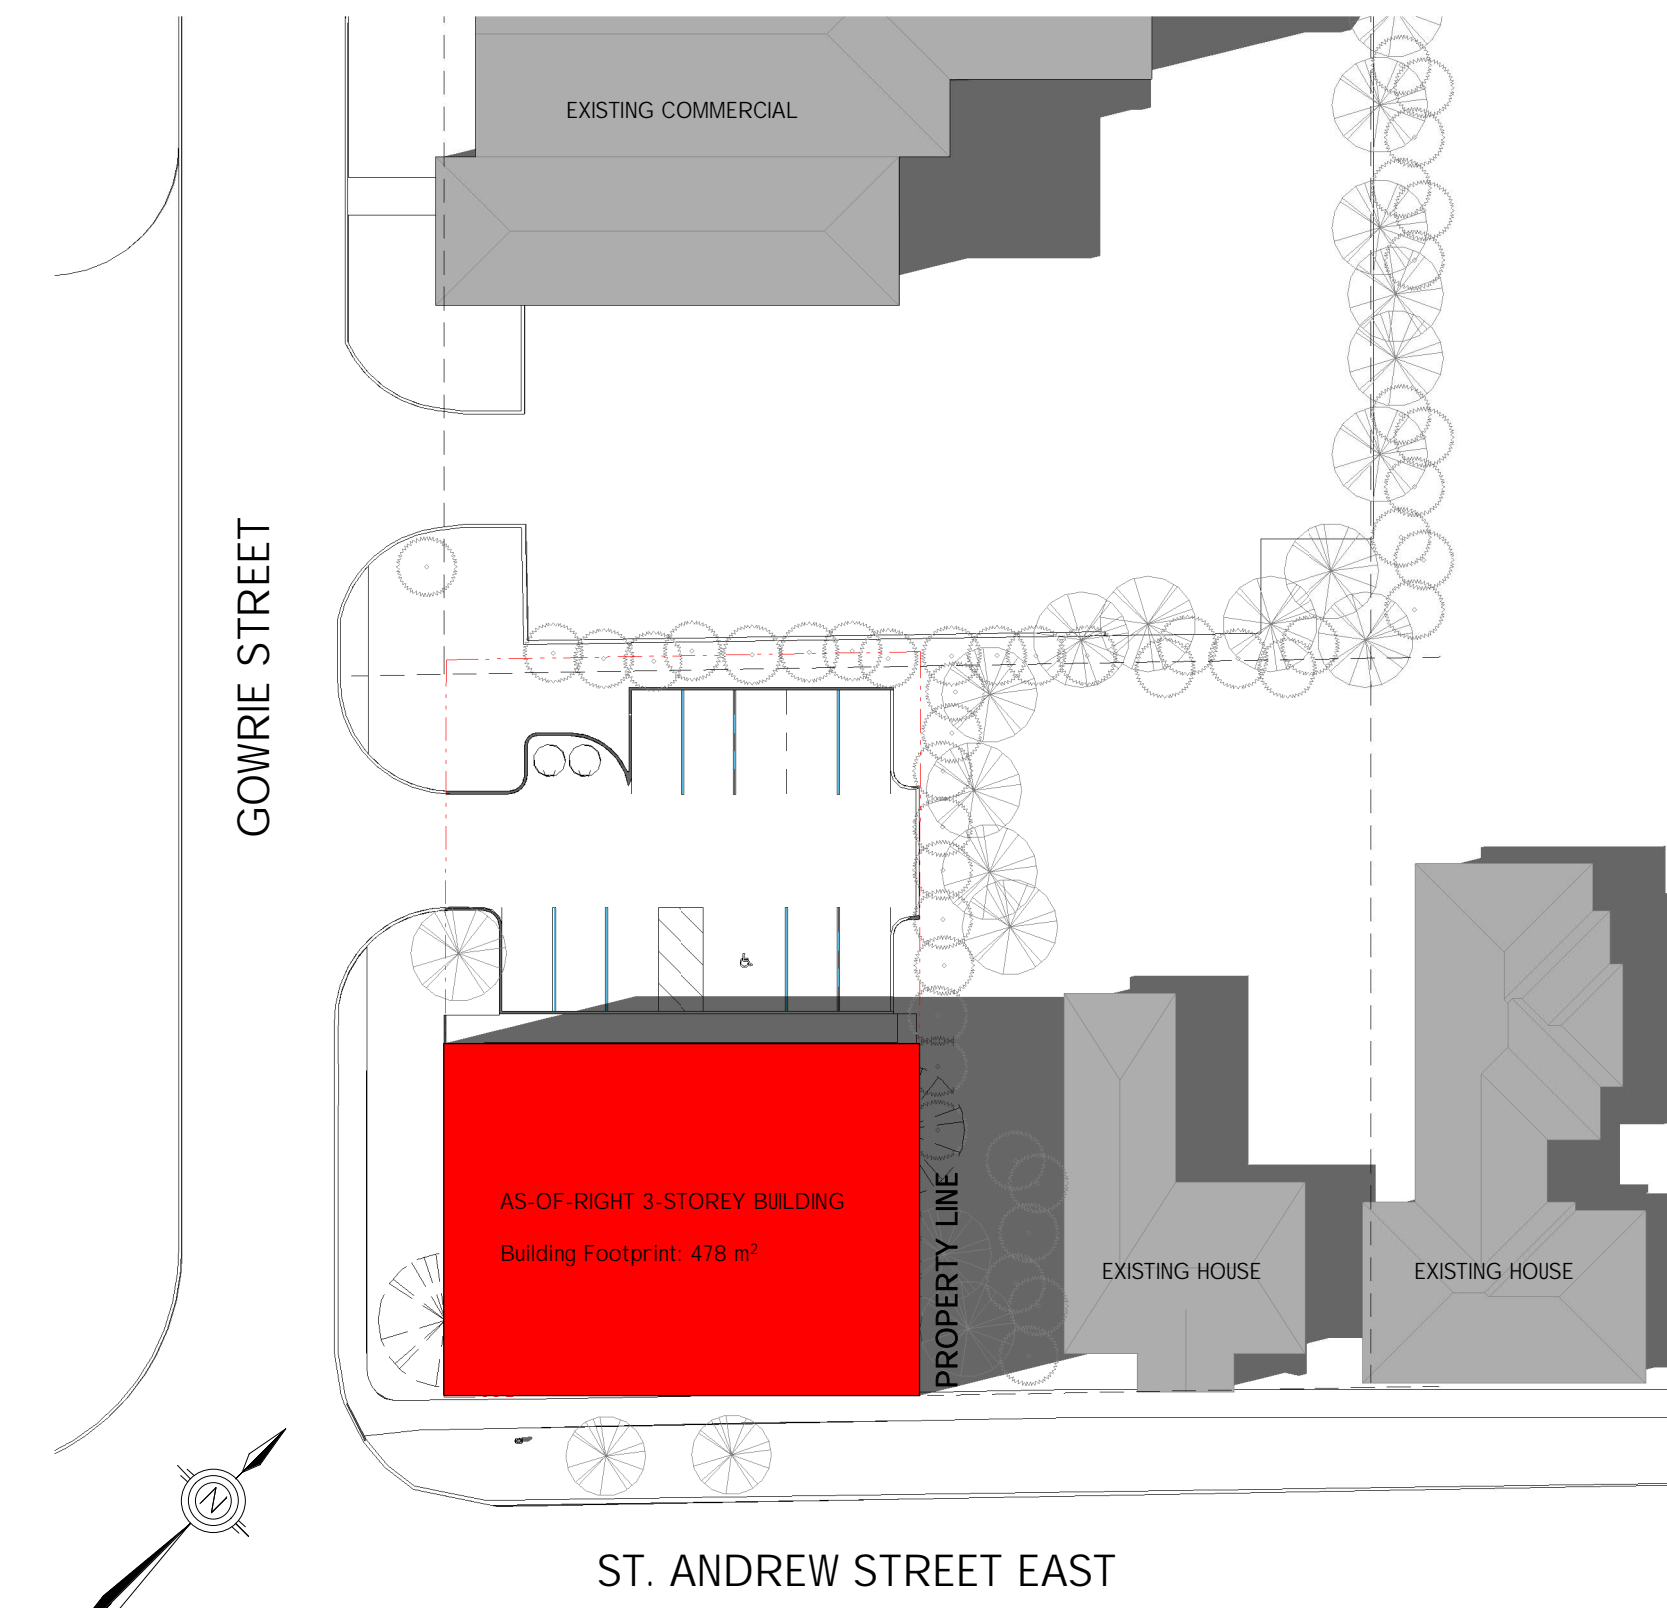 EXISTING COMMERCIAL
GOWRIE STREET
AS-OF-RIGHT 3-STOREY BUILDING
Building Footprint: 478 m²
PROPERTY LINE
EXISTING HOUSE
EXISTING HOUSE
N
ST. ANDREW STREET EAST